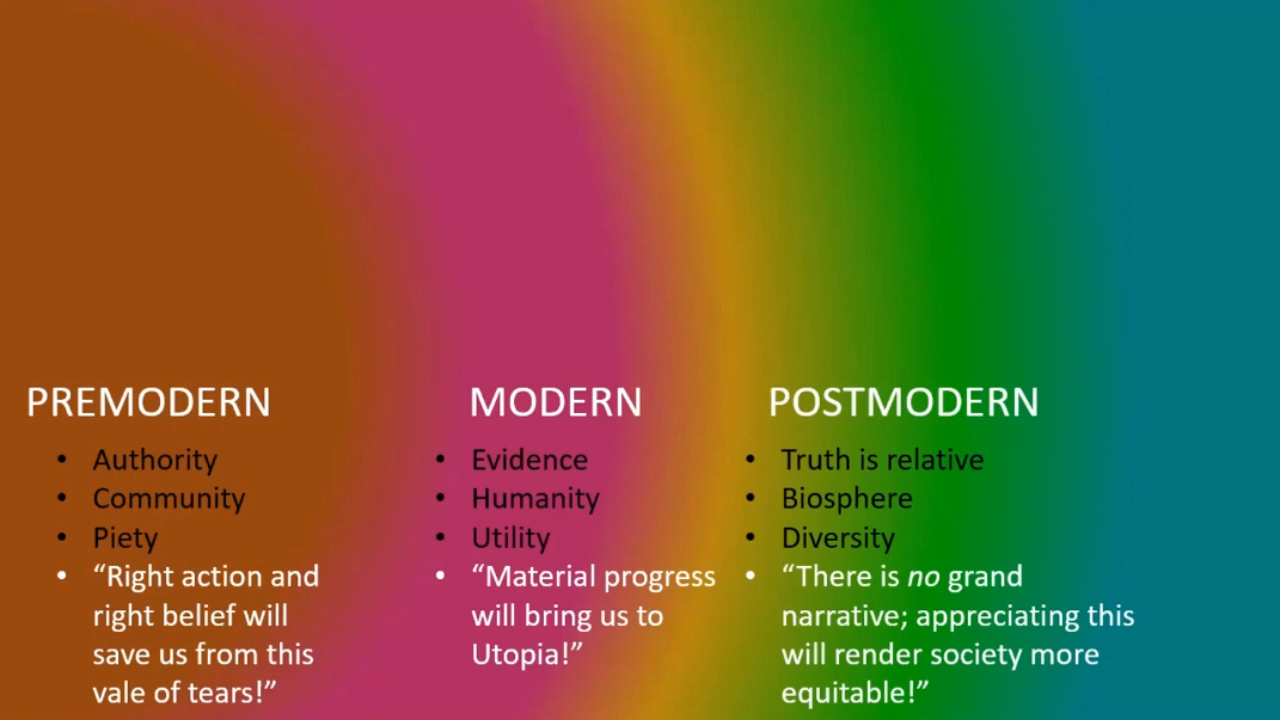 PREMODERN
• Authority
• Community
• Piety
• “Right action and
right belief will
save us from this
vale of tears!”
MODERN
• Evidence
• Humanity
• Utility
• “Material progress
will bring us to
Utopia!”
POSTMODERN
• Truth is relative
• Biosphere
• Diversity
• “There is no grand
narrative; appreciating this
will render society more
equitable!”